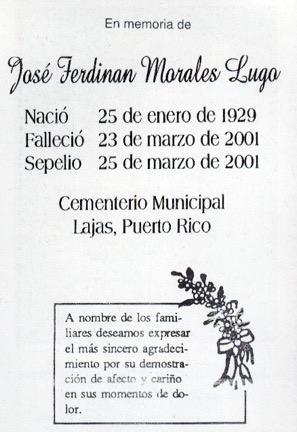 En memoria de
José Ferdinan Morales Lugo
Nació 25 de enero de 1929
Falleció 23 de marzo de 2001
Sepelio 25 de marzo de 2001
Cementerio Municipal
Lajas, Puerto Rico
A nombre de los fami-
liares deseamos expresar
el más sincero agradeci-
miento por su demostra-
ción de afecto y cariño
en sus momentos de do-
lor.